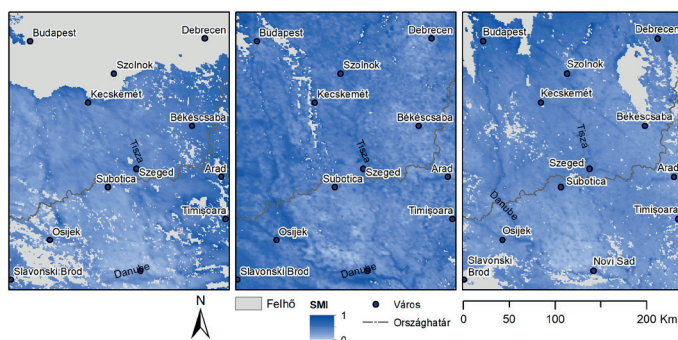 Budapest
Debrecen
Szolnok
Kecskemét
Békéscsaba
Tisza
Szeged
Arad
Subotica
Timișoara
Osijek
Slavonski Brod
Danube
Budapest
Debrecen
Szolnok
Kecskemét
Békéscsaba
Tisza
Szeged
Arad
Subotica
Timișoara
Osijek
Slavonski Brod
Danube
Budapest
Debrecen
Szolnok
Kecskemét
Békéscsaba
Tisza
Szeged
Arad
Subotica
Timișoara
Danube
Osijek
Slavonski
Brod
Novi Sad
N
Felhő
SMI
1
0
Város
Országhatár
0 50 100 200 Km